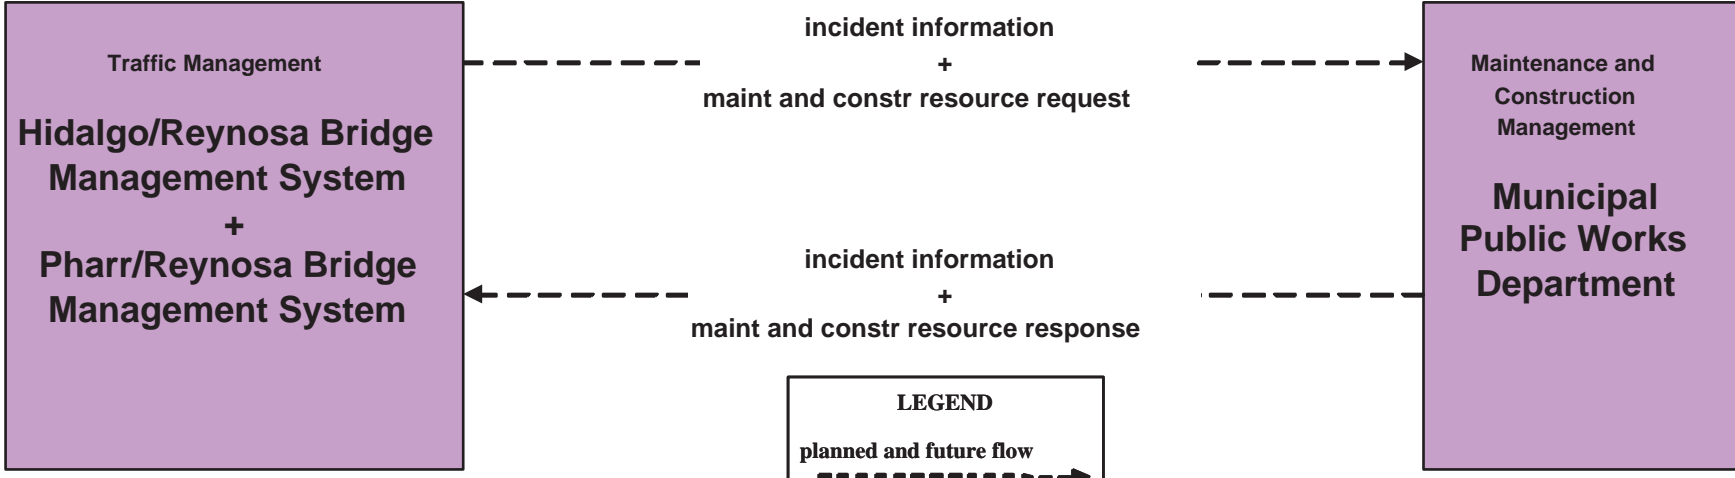 Traffic Management
Hidalgo/Reynosa Bridge
Management System
+
Pharr/Reynosa Bridge
Management System
incident information
+
maint and constr resource request
incident information
+
maint and constr resource response
Maintenance and
Construction
Management
Municipal
Public Works
Department
LEGEND
planned and future flow